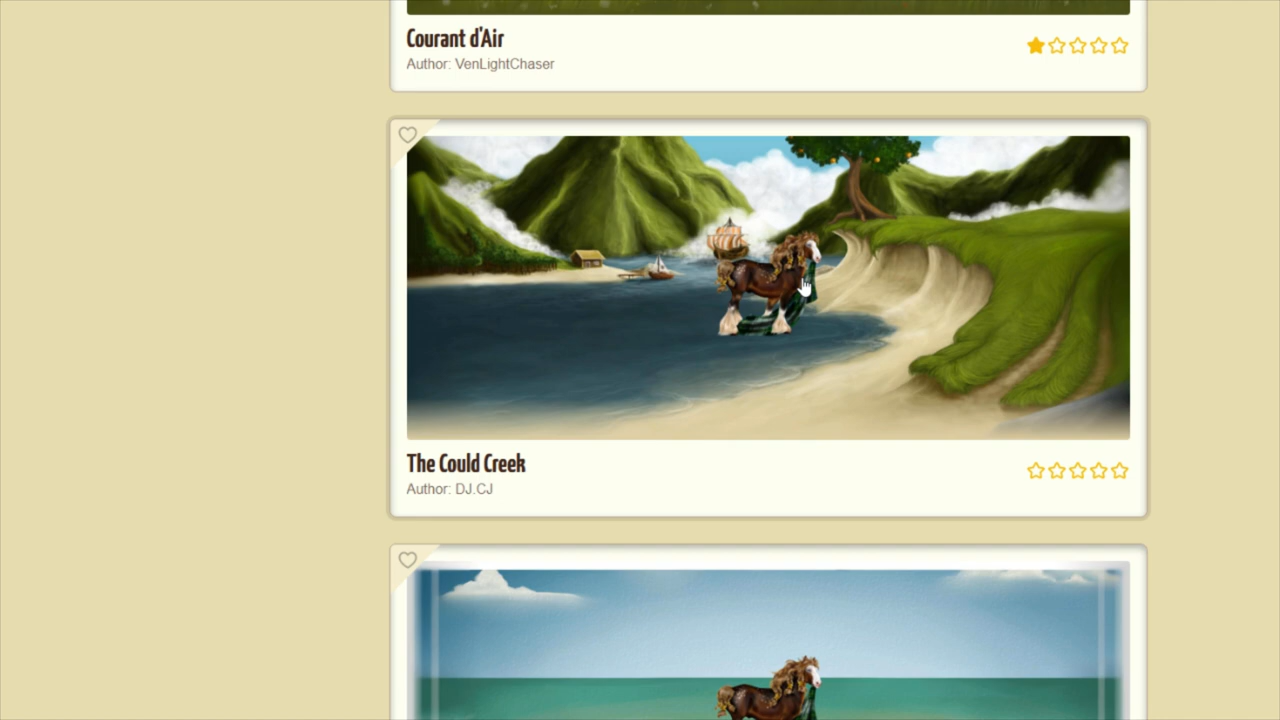 Courant d'Air
Author: VenLightChaser
The Could Creek
Author: DJ.CJ